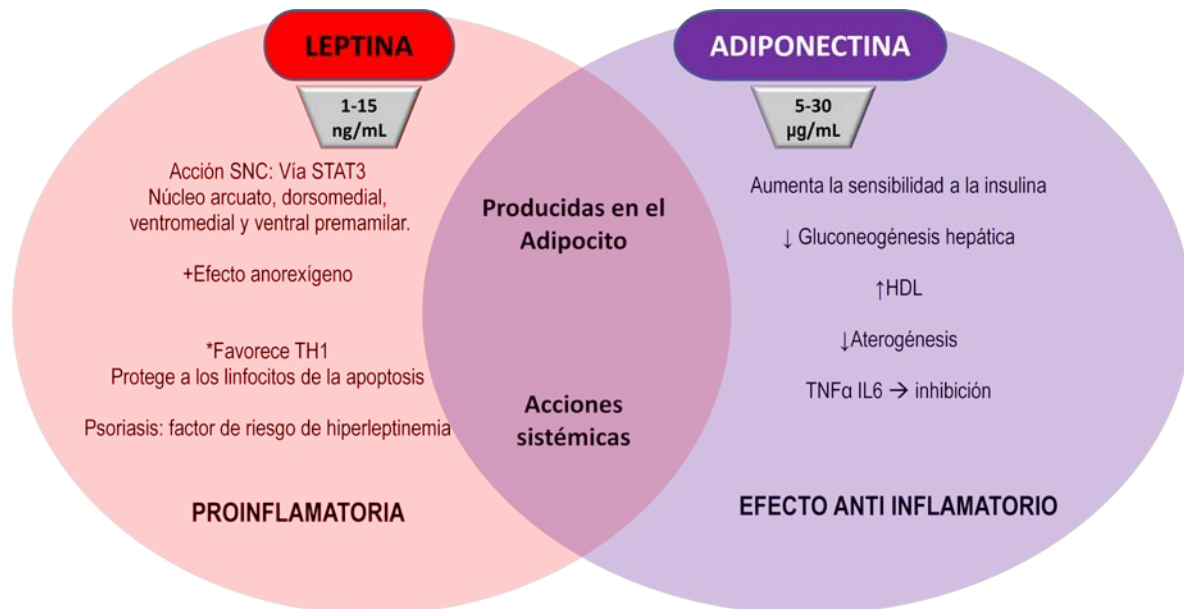 LEPTINA
1-15
ng/mL
Acción SNC: Vía STAT3
Núcleo arcuato, dorsomedial,
ventromedial y ventral premamilar.
+Efecto anorexígeno
*Favorece TH1
Protege a los linfocitos de la apoptosis
Psoriasis: factor de riesgo de hiperleptinemia
PROINFLAMATORIA
Producidas en el
Adipocito
Acciones
sistémicas
ADIPONECTINA
5-30
µg/mL
Aumenta la sensibilidad a la insulina
↓ Gluconeogénesis hepática
↑HDL
↓Aterogénesis
TNFα IL6 → inhibición
EFECTO ANTI INFLAMATORIO